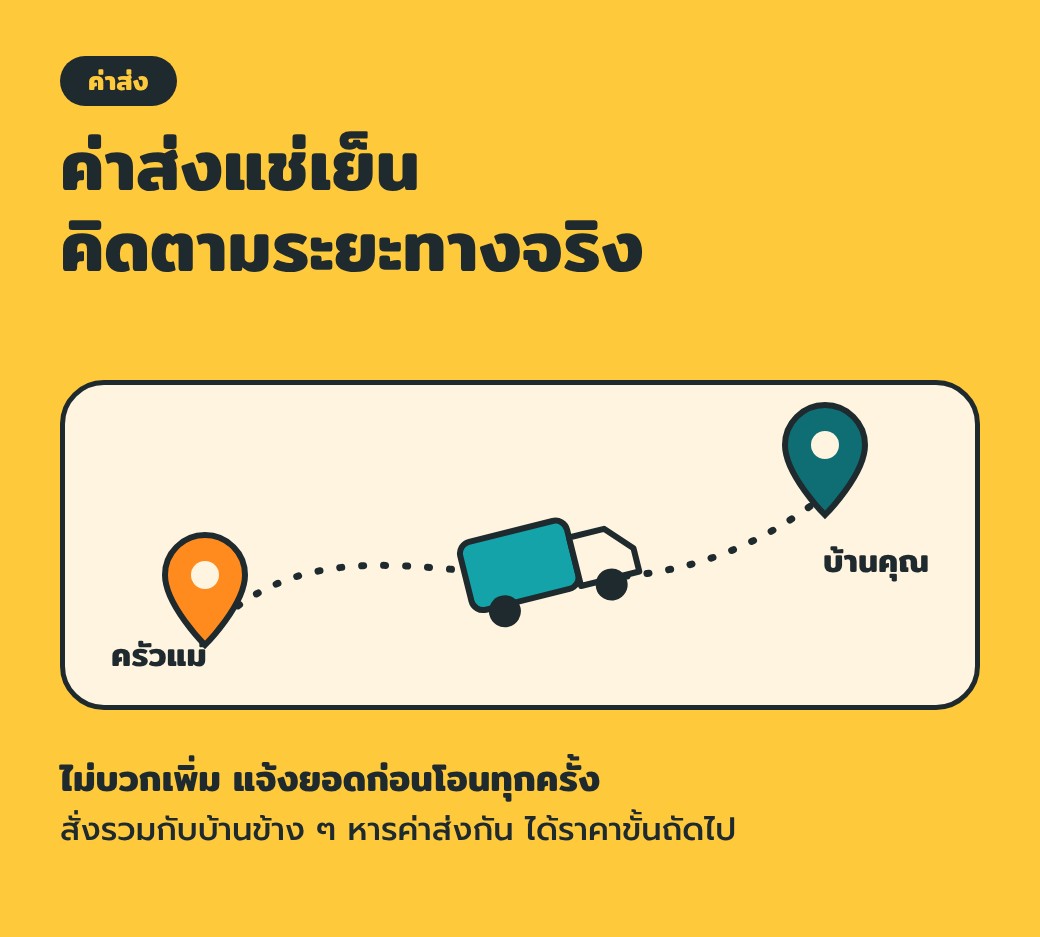 ค่าส่ง
ค่าส่งแช่เย็น
คิดตามระยะทางจริง
บ้านคุณ
ครัวแม่
ไม่บวกเพิ่ม แจ้งยอดก่อนโอนทุกครั้ง
สั่งรวมกับบ้านข้าง ๆ หารค่าส่งกัน ได้ราคาขั้นถัดไป